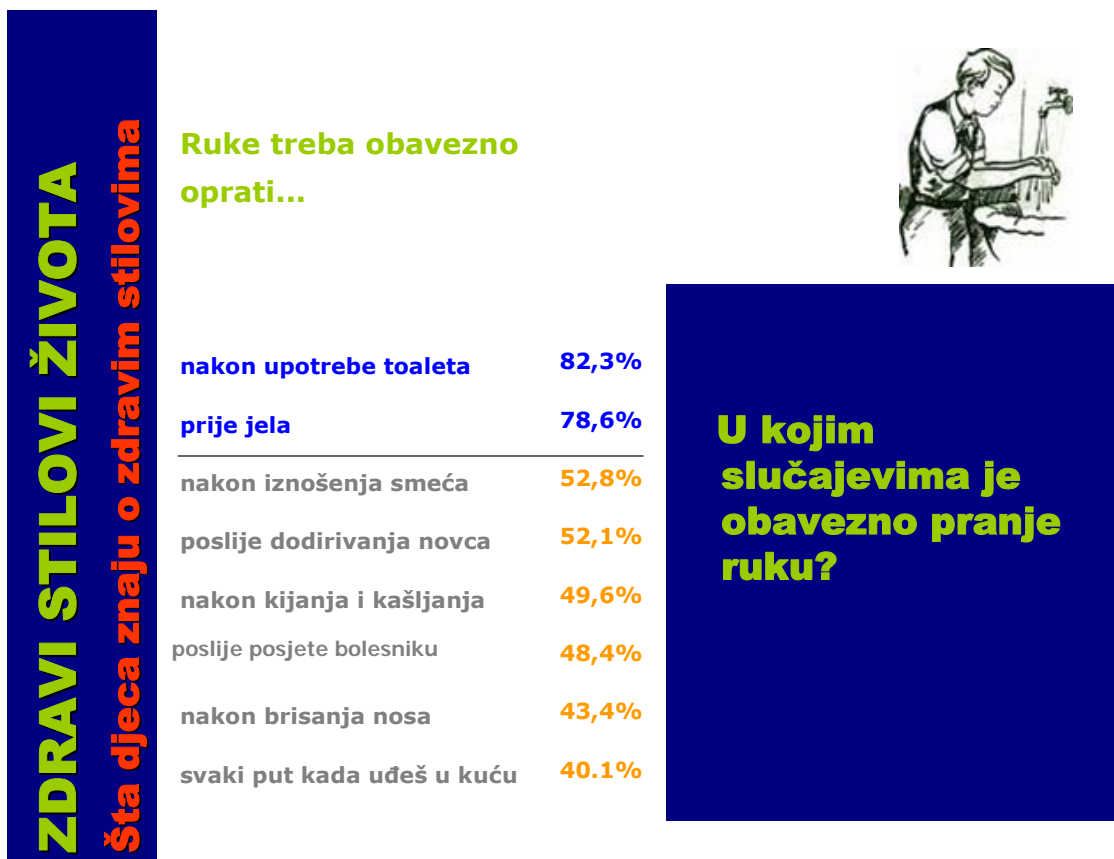 ZDRAVI STILOVI ŽIVOTA
Šta djeca znaju o zdravim stilovima
Ruke treba obavezno
oprati...
nakon upotrebe toaleta 82,3%
prije jela 78,6%
nakon iznošenja smeća 52,8%
poslije dodirivanja novca 52,1%
nakon kijanja i kašljanja 49,6%
poslije posjete bolesniku 48,4%
nakon brisanja nosa 43,4%
svaki put kada uđeš u kuću 40.1%
U kojim
slučajevima je
obavezno pranje
ruku?